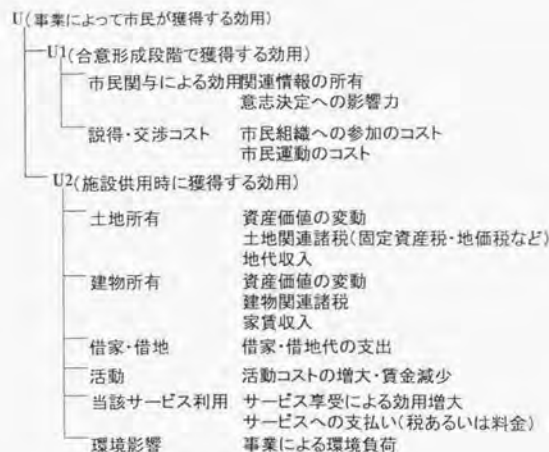 U(事業によって市民が獲得する効用)
U1(合意形成段階で獲得する効用)
市民関与による効用関連情報の所有
意志決定への影響力
説得・交渉コスト 市民組織への参加のコスト
市民運動のコスト
U2(施設供用時に獲得する効用)
土地所有 資産価値の変動
土地関連諸税(固定資産税・地価税など)
地代収入
建物所有 資産価値の変動
建物関連諸税
家賃収入
借家・借地 借家・借地代の支出
活動 活動コストの増大・賃金減少
当該サービス利用 サービス享受による効用増大
サービスへの支払い(税あるいは料金)
環境影響 事業による環境負荷